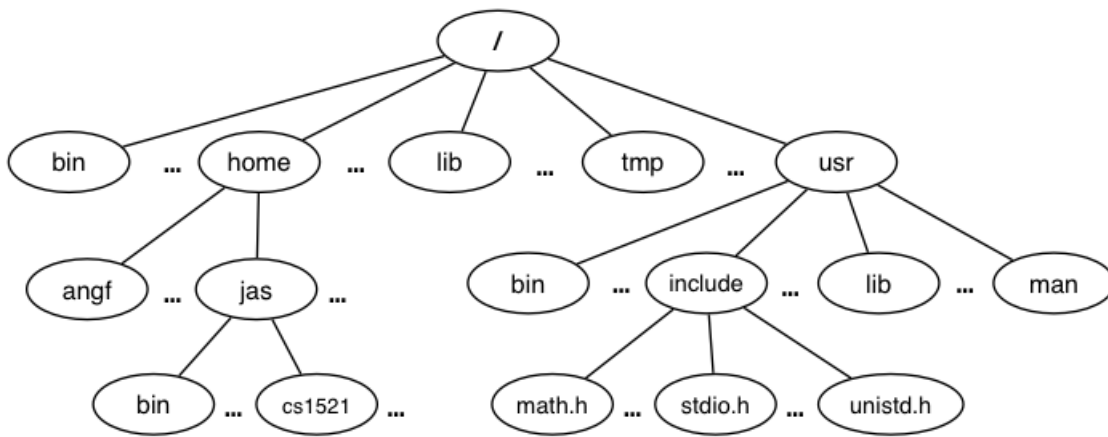 /
bin ... home ... lib ... tmp ... usr
angf ... jas ... bin ... include ... lib ... man
bin ... cs1521 ... math.h ... stdio.h ... unistd.h